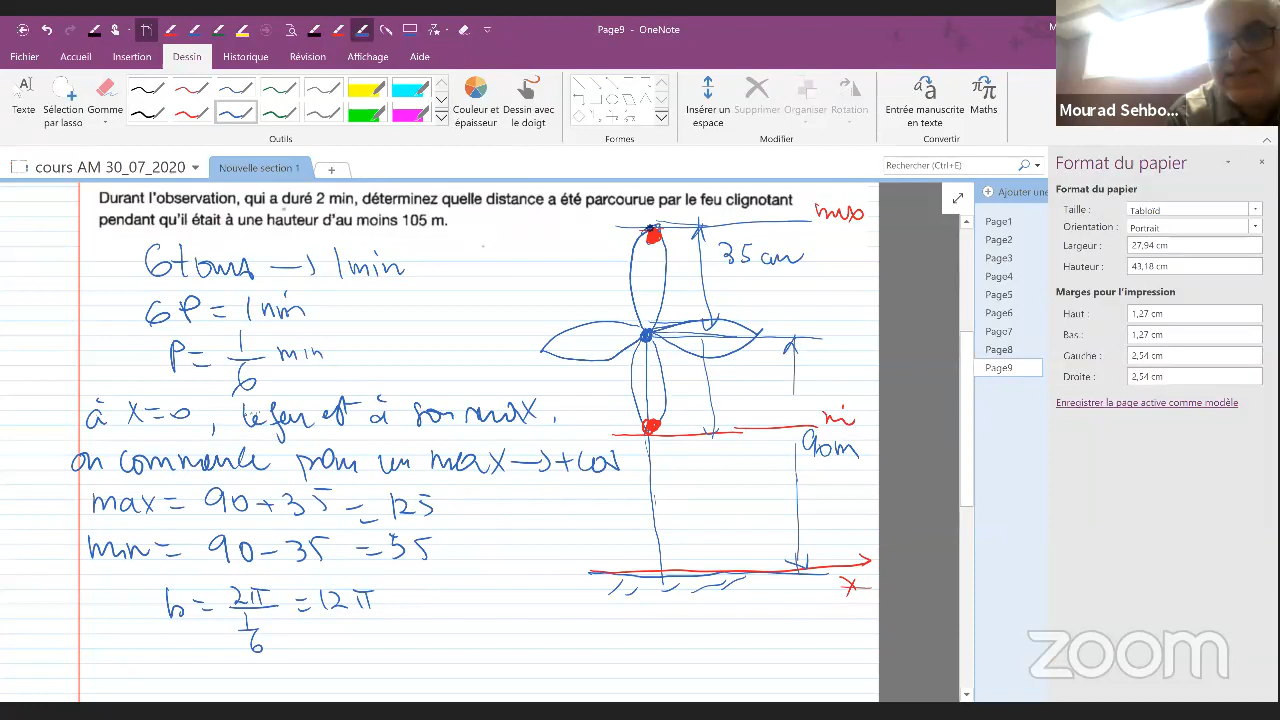 Page9 - OneNote
Fichier Accueil Insertion Dessin Historique Révision Affichage Aide
Texte Sélection par lasso Gomme Couleur et épaisseur Dessin avec le doigt Insérer un espace Supprimer Organiser Rotation Entrée manuscrite en texte Maths
Outils Formes Modifier Convertir
Mourad Sehbo...
cours AM 30_07_2020 Nouvelle section 1 +
Rechercher (Ctrl+E)
Durant l'observation, qui a duré 2 min, déterminez quelle distance a été parcourue par le feu clignotant
pendant qu'il était à une hauteur d'au moins 105 m.
6 tours → 1 min
6P = 1 min
P = 1/6 min
à x=0, le feu est à son max.
on commence par un max → +cos
max = 90 + 35 = 125
min = 90 - 35 = 55
b = 2π / 1/6 = 12π
max
35 cm
90m
x
Ajouter une
Page1
Page2
Page3
Page4
Page5
Page6
Page7
Page8
Page9
Format du papier
Format du papier
Taille : Tabloïd
Orientation : Portrait
Largeur : 27,94 cm
Hauteur : 43,18 cm
Marges pour l'impression
Haut : 1,27 cm
Bas : 1,27 cm
Gauche : 2,54 cm
Droite : 2,54 cm
Enregistrer la page active comme modèle
zoom